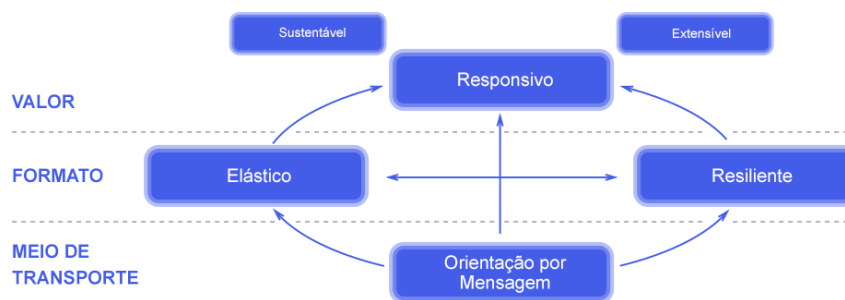 Sustentável
Extensível
Responsivo
VALOR
FORMATO
Elástico
Resiliente
MEIO DE
TRANSPORTE
Orientação por
Mensagem